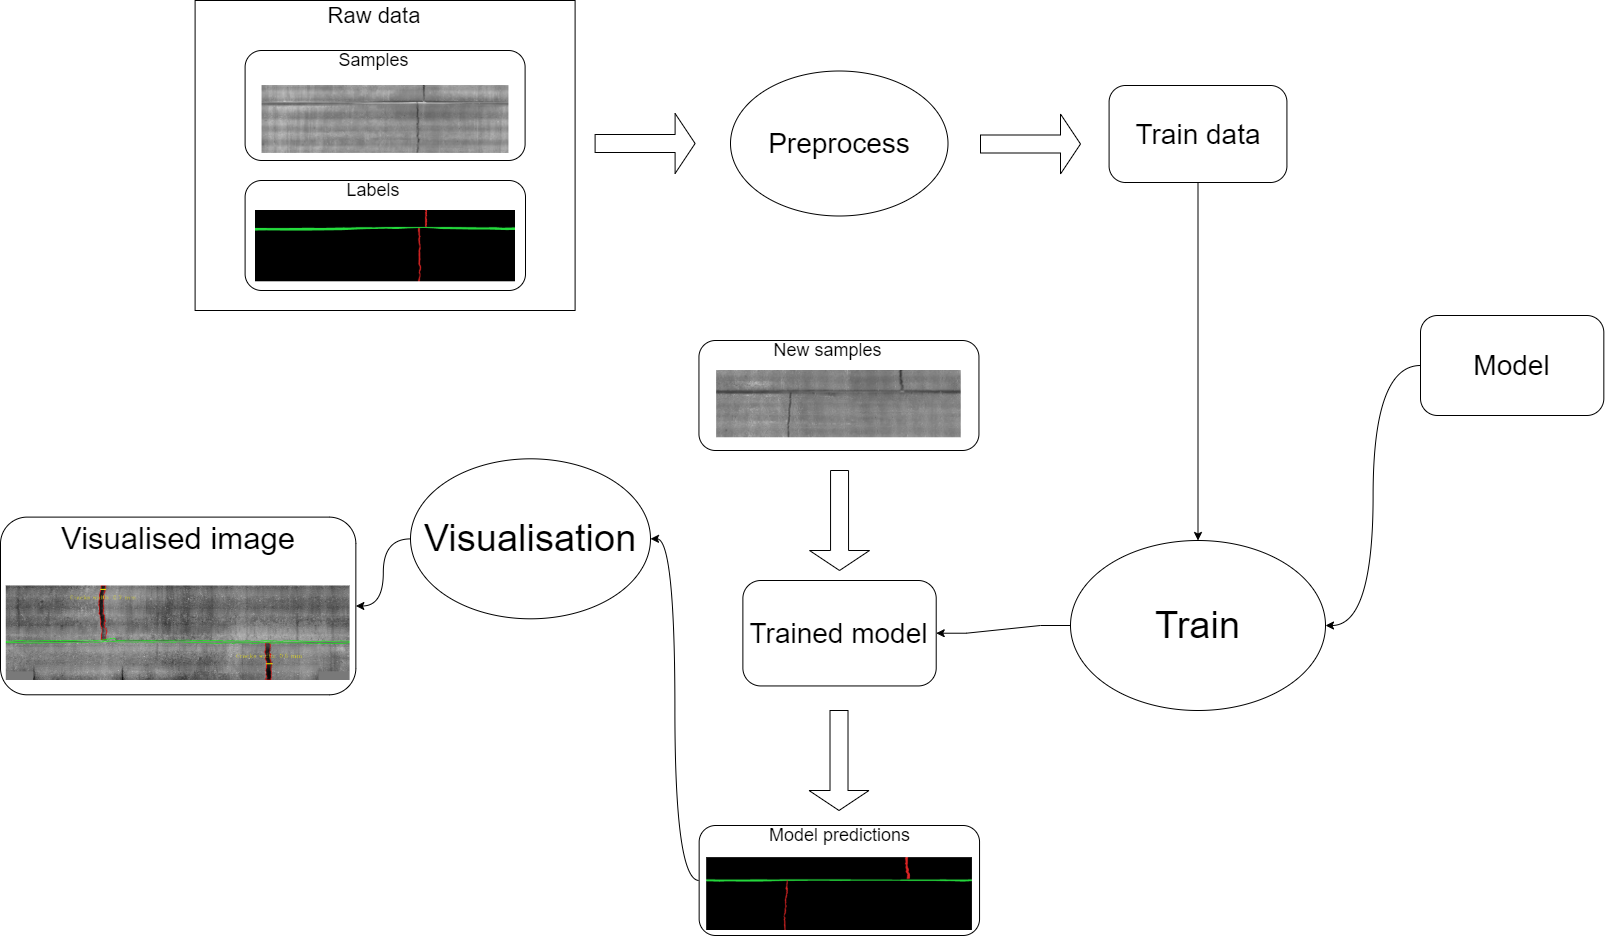 Raw data
Samples
Labels
Preprocess
Train data
New samples
Model
Visualisation
Visualised image
Trained model
Train
Model predictions